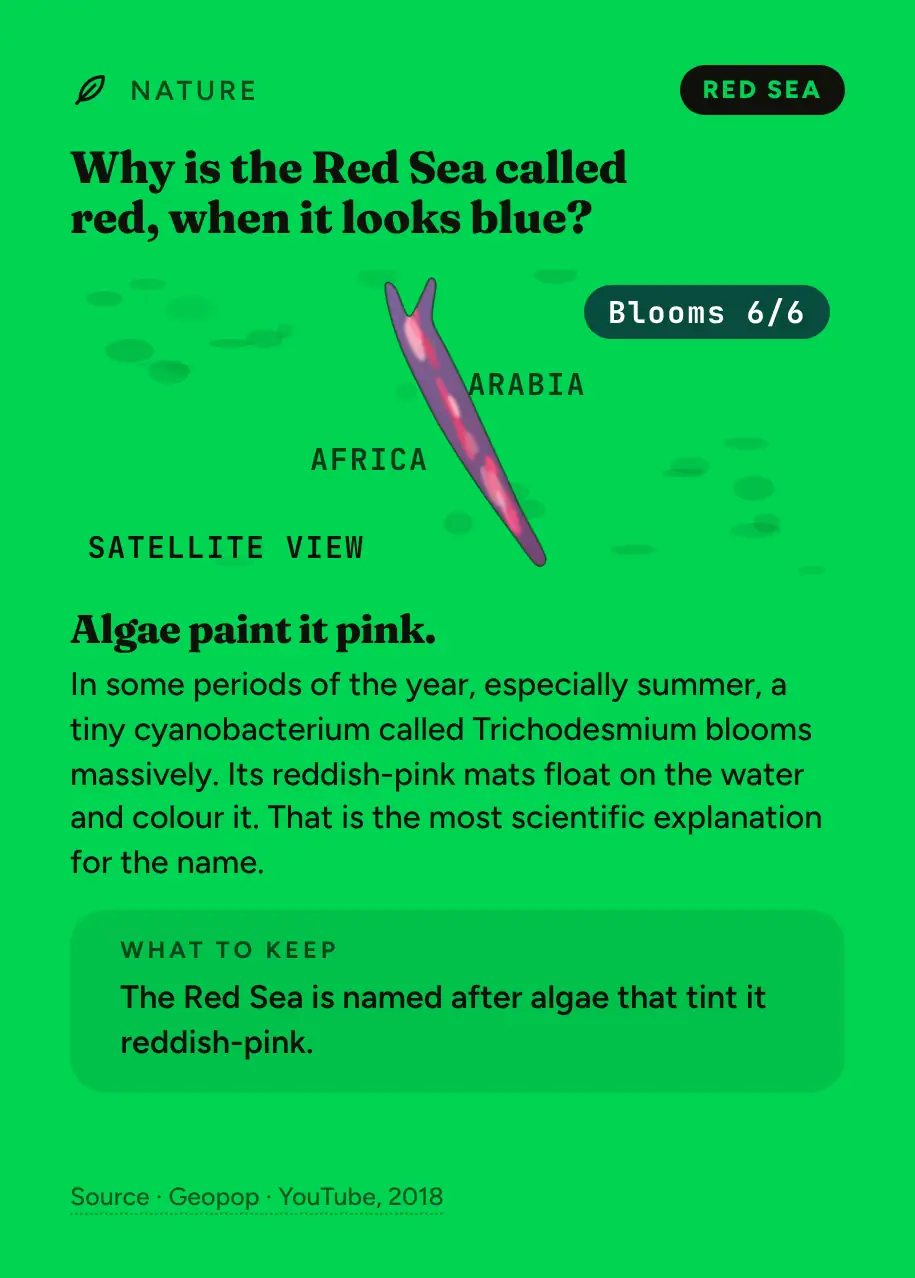 NATURE
RED SEA
Why is the Red Sea called
red, when it looks blue?
Blooms 6/6
ARABIA
AFRICA
SATELLITE VIEW
Algae paint it pink.
In some periods of the year, especially summer, a
tiny cyanobacterium called Trichodesmium blooms
massively. Its reddish-pink mats float on the water
and colour it. That is the most scientific explanation
for the name.
WHAT TO KEEP
The Red Sea is named after algae that tint it
reddish-pink.
Source · Geopop · YouTube, 2018